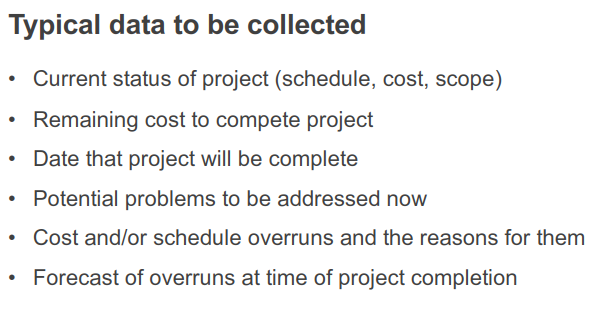 Typical data to be collected
• Current status of project (schedule, cost, scope)
• Remaining cost to compete project
• Date that project will be complete
• Potential problems to be addressed now
• Cost and/or schedule overruns and the reasons for them
• Forecast of overruns at time of project completion